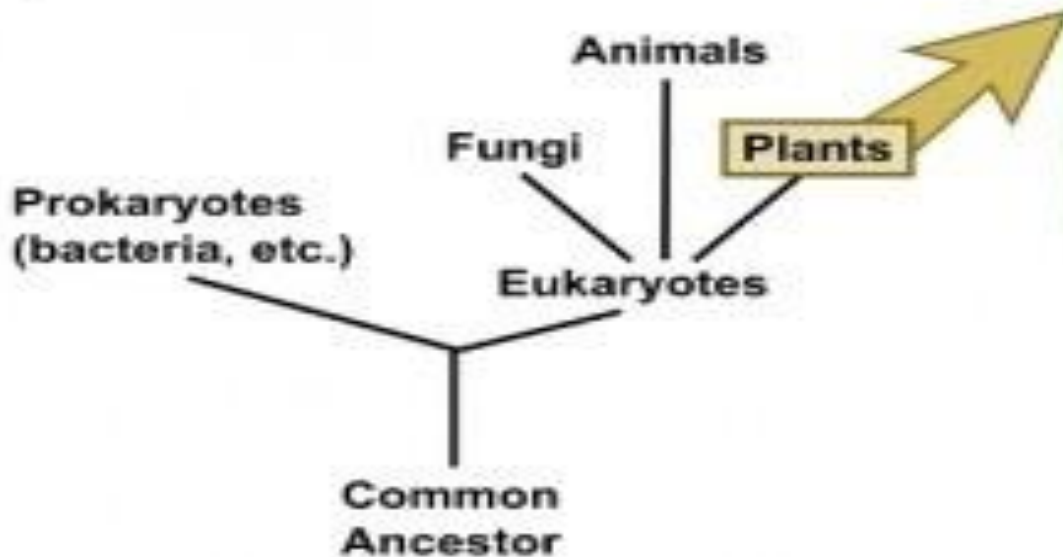 Animals
Fungi
Plants
Prokaryotes
(bacteria, etc.)
Eukaryotes
Common
Ancestor